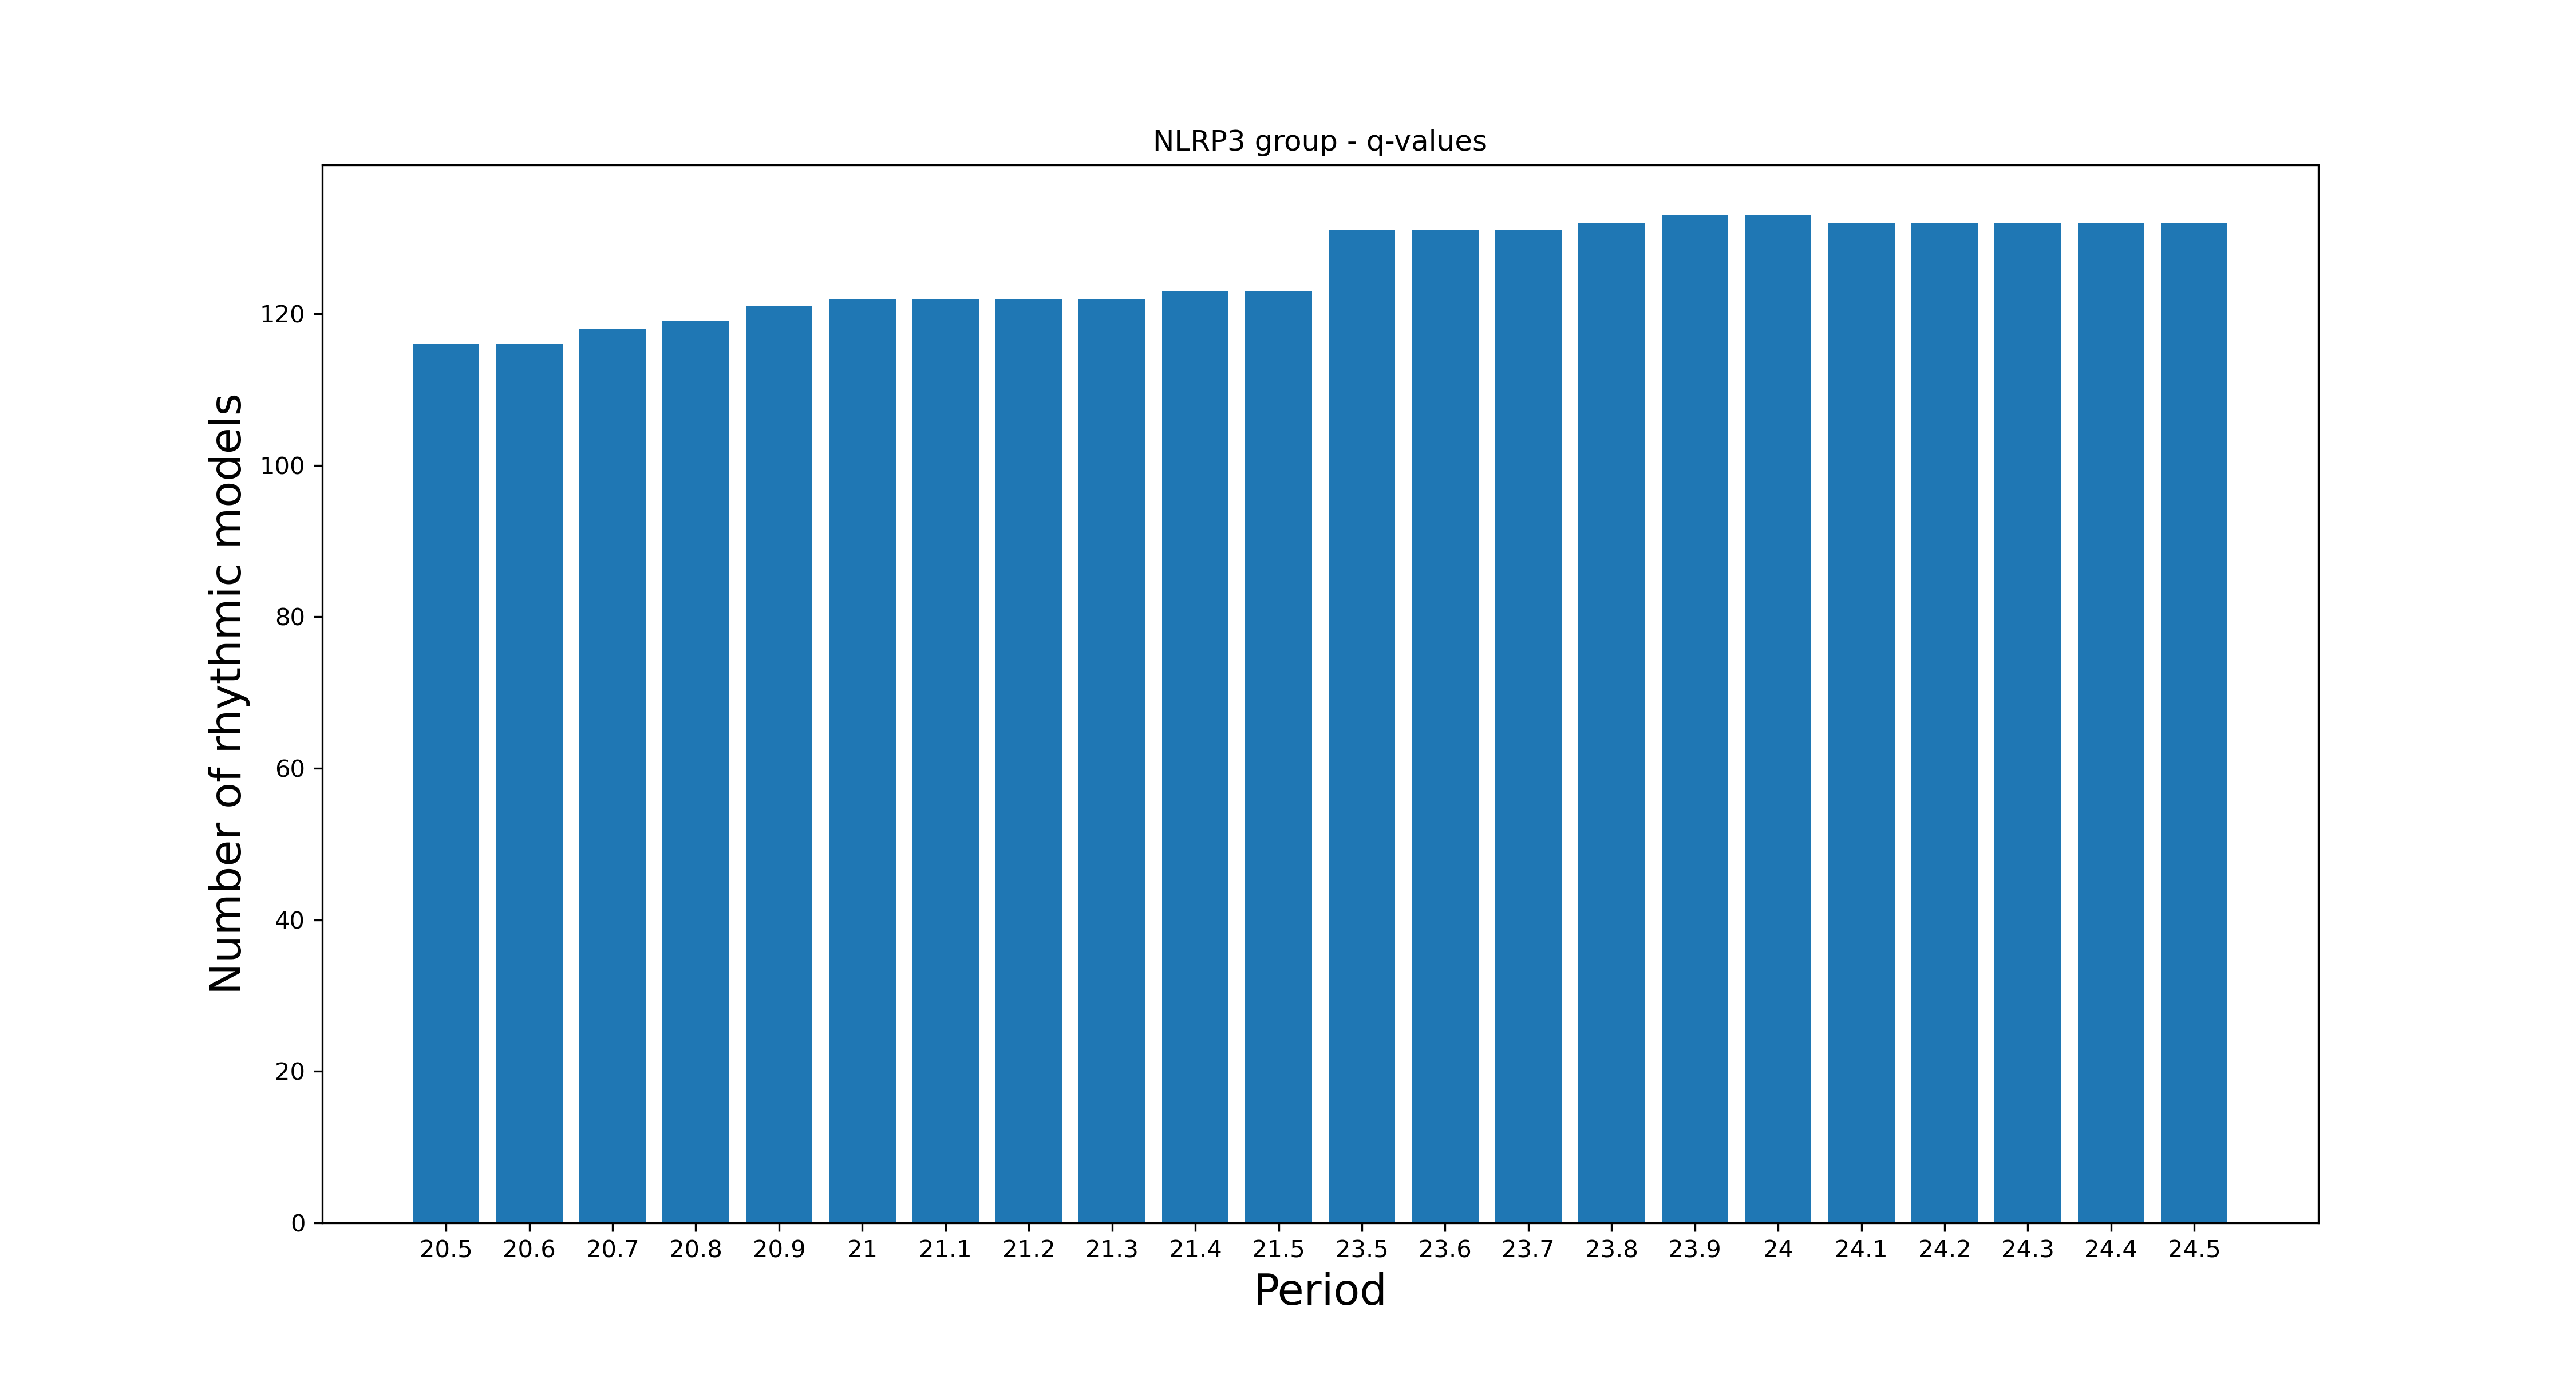 NLRP3 group - q-values
Number of rhythmic models
120
100
80
60
40
20
0
20.5 20.6 20.7 20.8 20.9 21 21.1 21.2 21.3 21.4 21.5 23.5 23.6 23.7 23.8 23.9 24 24.1 24.2 24.3 24.4 24.5
Period